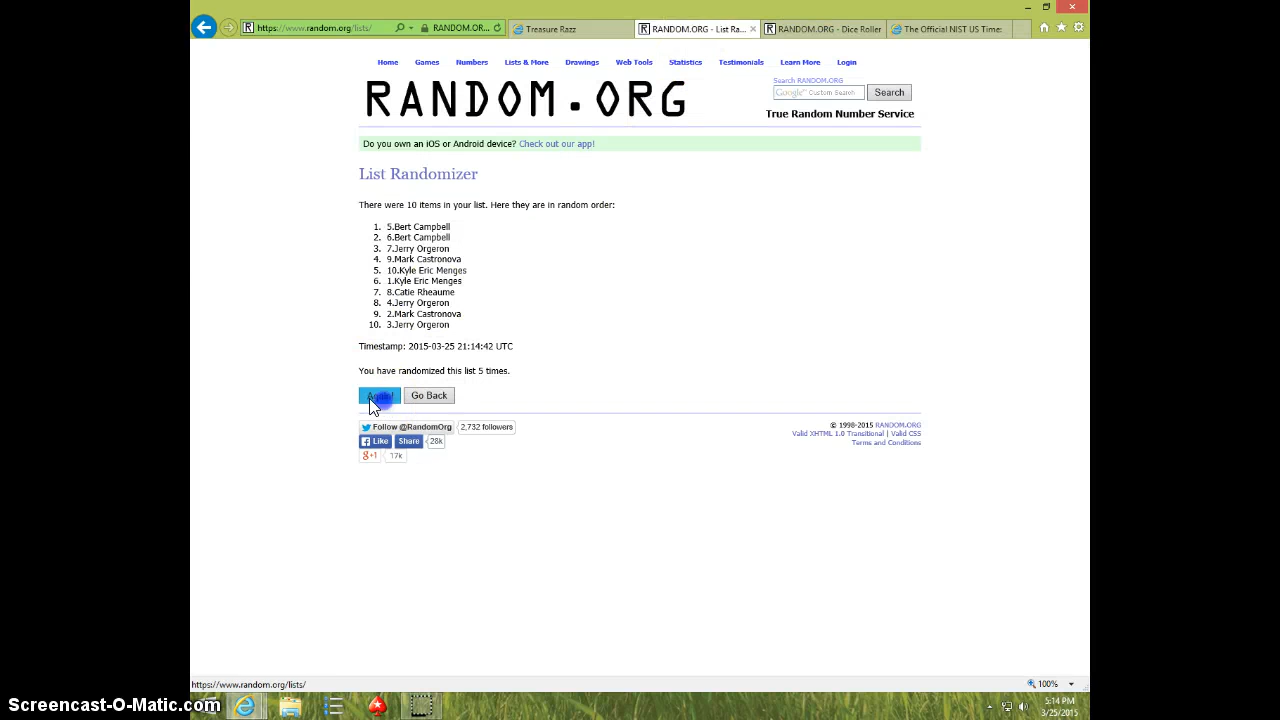 https://www.random.org/lists/
RANDOM.OR...
Treasure Razz
RANDOM.ORG - List Ra...
RANDOM.ORG - Dice Roller
The Official NIST US Time:
Home Games Numbers Lists & More Drawings Web Tools Statistics Testimonials Learn More Login
RANDOM.ORG
Search RANDOM.ORG
Google™ Custom Search
Search
True Random Number Service
Do you own an iOS or Android device? Check out our app!
List Randomizer
There were 10 items in your list. Here they are in random order:
1. 5.Bert Campbell
2. 6.Bert Campbell
3. 7.Jerry Orgeron
4. 9.Mark Castronova
5. 10.Kyle Eric Menges
6. 1.Kyle Eric Menges
7. 8.Catie Rheaume
8. 4.Jerry Orgeron
9. 2.Mark Castronova
10. 3.Jerry Orgeron
Timestamp: 2015-03-25 21:14:42 UTC
You have randomized this list 5 times.
Again! Go Back
Follow @RandomOrg 2,732 followers
Like Share 28k
g+1 17k
© 1998-2015 RANDOM.ORG
Valid XHTML 1.0 Transitional | Valid CSS
Terms and Conditions
https://www.random.org/lists/
100%
5:14 PM
3/25/2015
Screencast-O-Matic.com